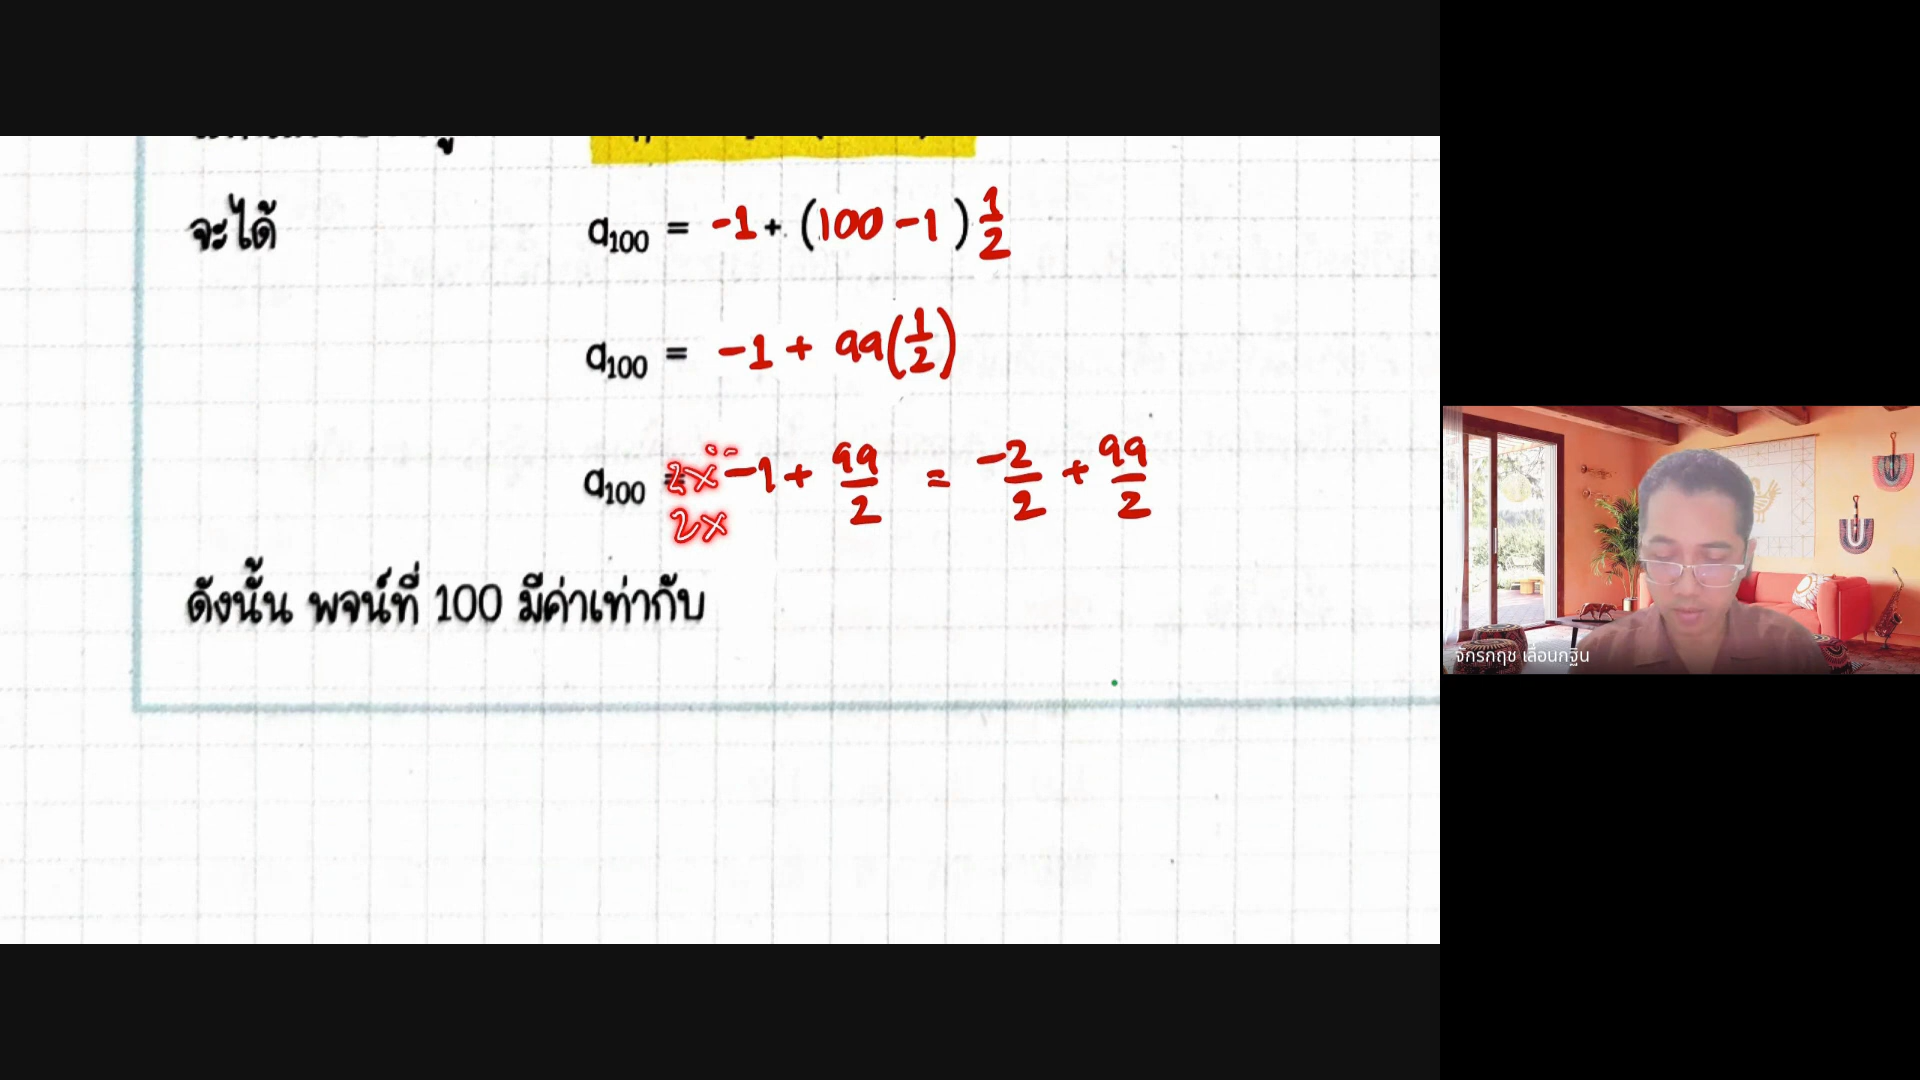 จะได้ a₁₀₀ = -1 + (100 - 1) 1/2
a₁₀₀ = -1 + 99(1/2)
a₁₀₀ = -1 + 99/2 = -2/2 + 99/2
2x
2x
ดังนั้น พจน์ที่ 100 มีค่าเท่ากับ
จักรกฤช เลื่อนกฐิน